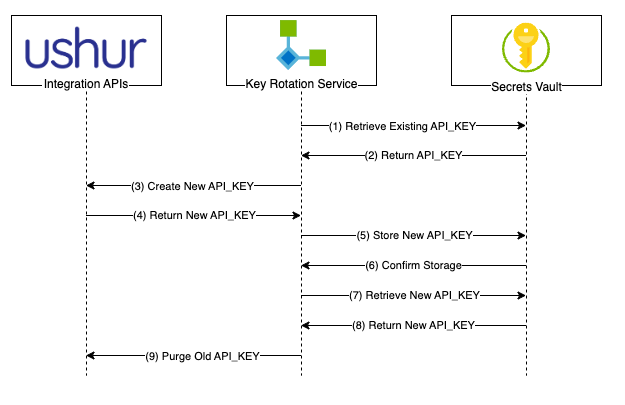 ushur
Integration APIs
Key Rotation Service
Secrets Vault
(1) Retrieve Existing API_KEY
(2) Return API_KEY
(3) Create New API_KEY
(4) Return New API_KEY
(5) Store New API_KEY
(6) Confirm Storage
(7) Retrieve New API_KEY
(8) Return New API_KEY
(9) Purge Old API_KEY